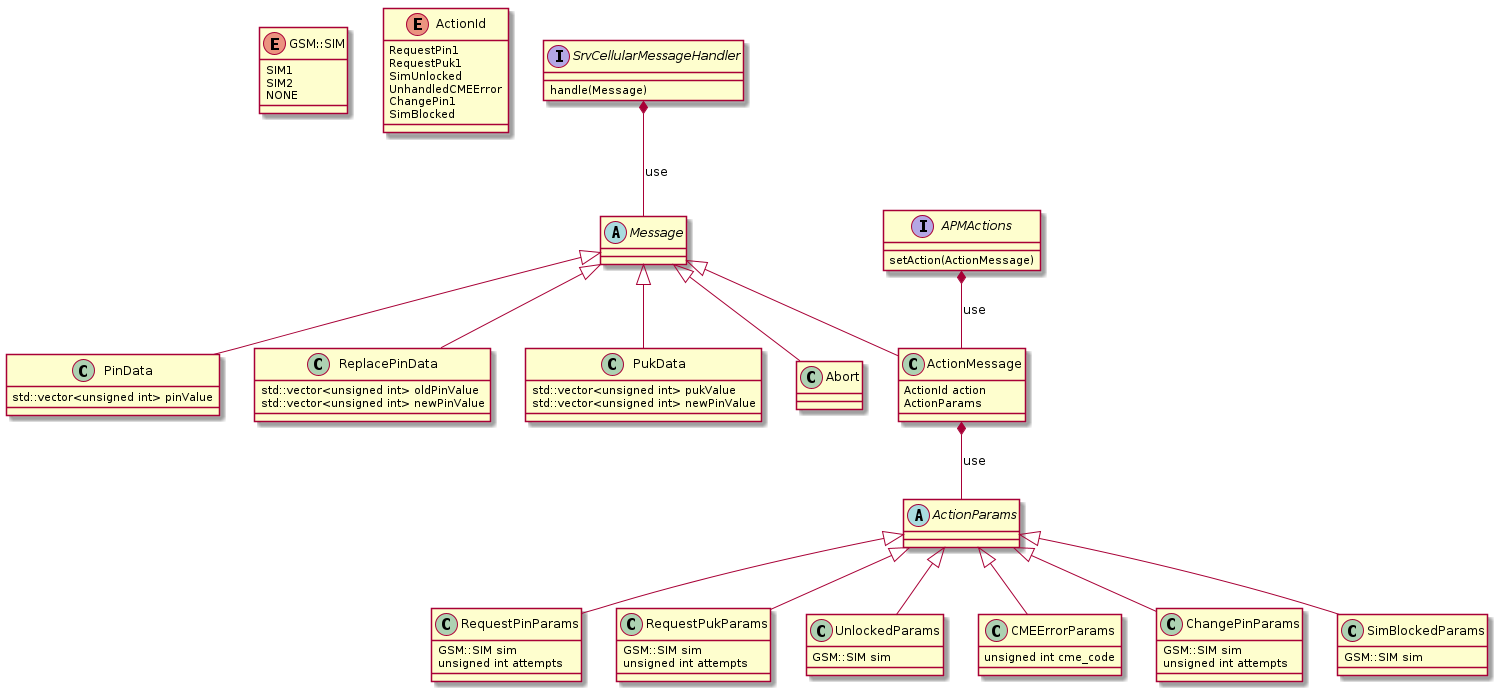 E GSM::SIM
SIM1
SIM2
NONE
E ActionId
RequestPin1
RequestPuk1
SimUnlocked
UnhandledCMEError
ChangePin1
SimBlocked
I SrvCellularMessageHandler
handle(Message)
use
A Message
I APMActions
setAction(ActionMessage)
use
C PinData
std::vector<unsigned int> pinValue
C ReplacePinData
std::vector<unsigned int> oldPinValue
std::vector<unsigned int> newPinValue
C PukData
std::vector<unsigned int> pukValue
std::vector<unsigned int> newPinValue
C Abort
C ActionMessage
ActionId action
ActionParams
use
A ActionParams
C RequestPinParams
GSM::SIM sim
unsigned int attempts
C RequestPukParams
GSM::SIM sim
unsigned int attempts
C UnlockedParams
GSM::SIM sim
C CMEErrorParams
unsigned int cme_code
C ChangePinParams
GSM::SIM sim
unsigned int attempts
C SimBlockedParams
GSM::SIM sim